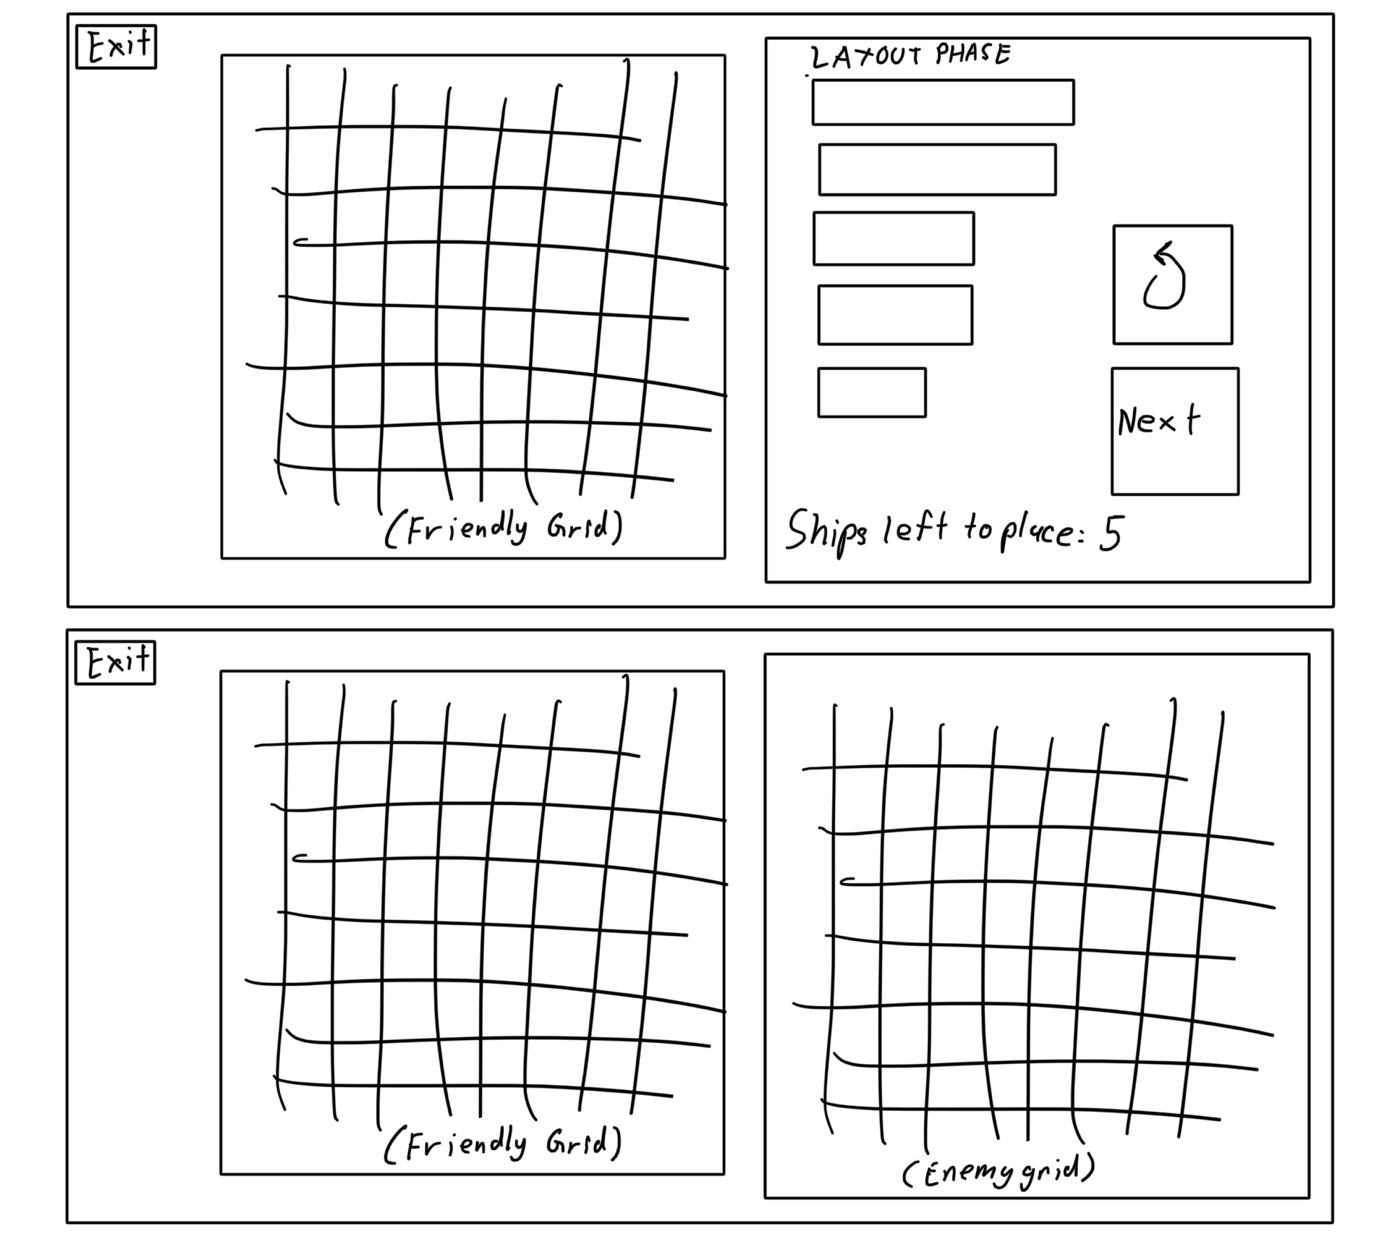 Exit
LAYOUT PHASE
Next
(Friendly Grid)
Ships left to place: 5
Exit
(Friendly Grid)
(Enemy grid)